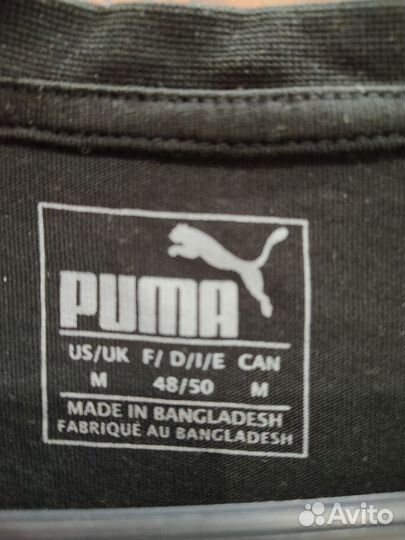 PUMA
US/UK F/ D/I/E CAN
M 48/50 M
MADE IN BANGLADESH
FABRIQUÉ AU BANGLADESH
Avito